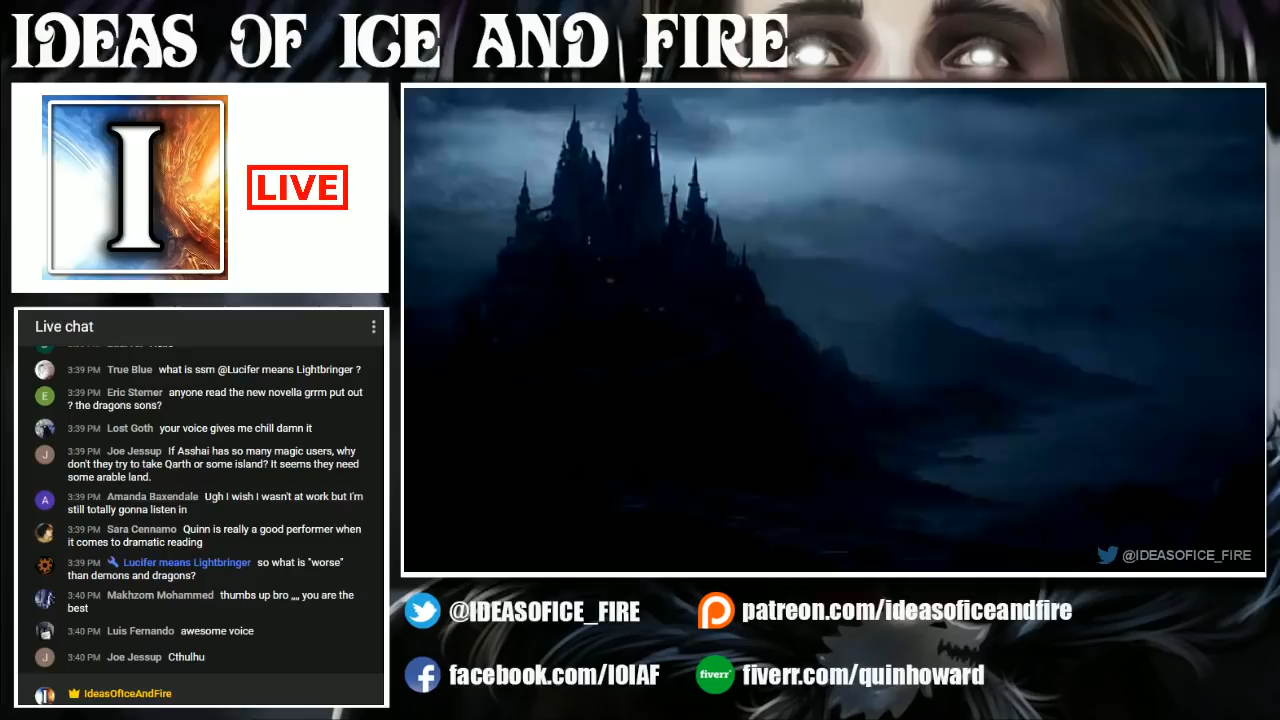 IDEAS OF ICE AND FIRE
I
LIVE
Live chat
3:39 PM True Blue what is ssm @Lucifer means Lightbringer ?
E
3:39 PM Eric Sterner anyone read the new novella grrm put out
? the dragons sons?
3:39 PM Lost Goth your voice gives me chill damn it
J
3:39 PM Joe Jessup If Asshai has so many magic users, why
don't they try to take Qarth or some island? It seems they need
some arable land.
A
3:39 PM Amanda Baxendale Ugh I wish I wasn't at work but I'm
still totally gonna listen in
3:39 PM Sara Cennamo Quinn is really a good performer when
it comes to dramatic reading
3:39 PM Lucifer means Lightbringer so what is "worse"
than demons and dragons?
3:40 PM Makhzom Mohammed thumbs up bro ,,,, you are the
best
3:40 PM Luis Fernando awesome voice
J
3:40 PM Joe Jessup Cthulhu
IdeasOfIceAndFire
@IDEASOFICE_FIRE
@IDEASOFICE_FIRE
patreon.com/ideasoficeandfire
facebook.com/IOIAF
fiverr
fiverr.com/quinhoward